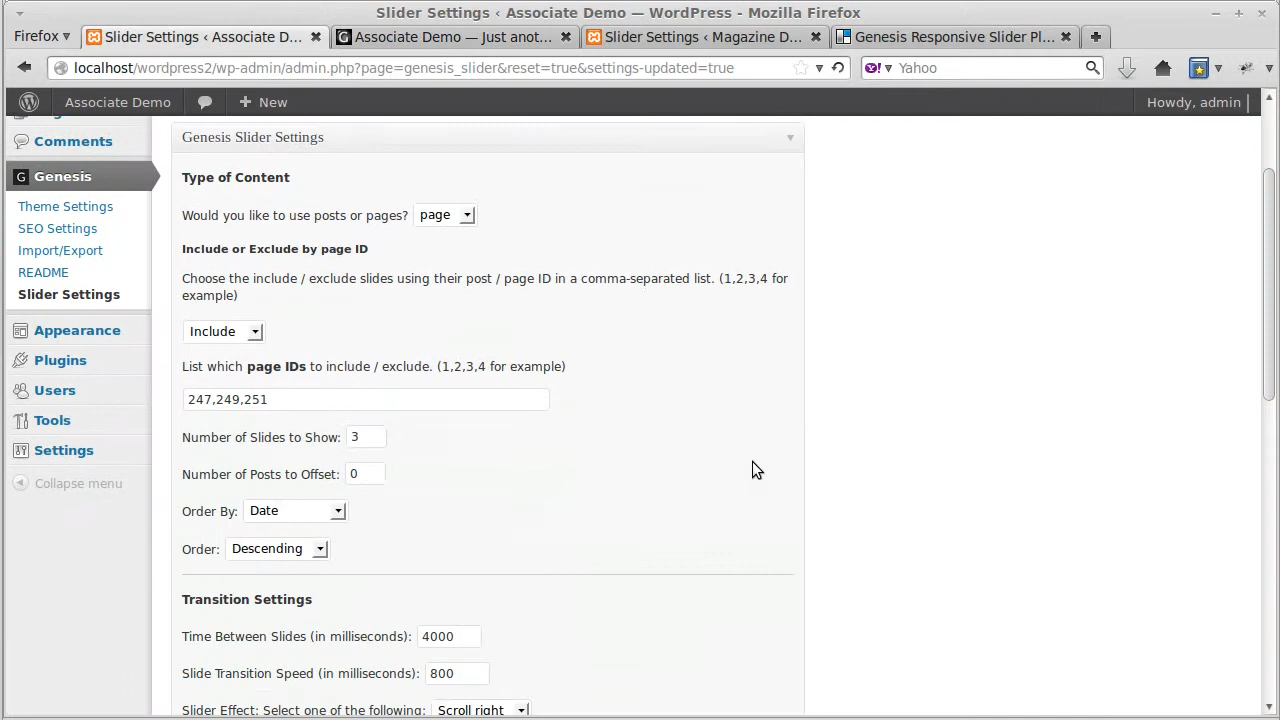 Slider Settings ‹ Associate Demo — WordPress - Mozilla Firefox
Firefox
Slider Settings ‹ Associate D...
Associate Demo — Just anot...
Slider Settings ‹ Magazine D...
Genesis Responsive Slider Pl...
localhost/wordpress2/wp-admin/admin.php?page=genesis_slider&reset=true&settings-updated=true
Yahoo
Associate Demo
New
Howdy, admin
Comments
Genesis
Theme Settings
SEO Settings
Import/Export
README
Slider Settings
Appearance
Plugins
Users
Tools
Settings
Collapse menu
Genesis Slider Settings
Type of Content
Would you like to use posts or pages? page
Include or Exclude by page ID
Choose the include / exclude slides using their post / page ID in a comma-separated list. (1,2,3,4 for
example)
Include
List which page IDs to include / exclude. (1,2,3,4 for example)
247,249,251
Number of Slides to Show: 3
Number of Posts to Offset: 0
Order By: Date
Order: Descending
Transition Settings
Time Between Slides (in milliseconds): 4000
Slide Transition Speed (in milliseconds): 800
Slider Effect: Select one of the following: Scroll right